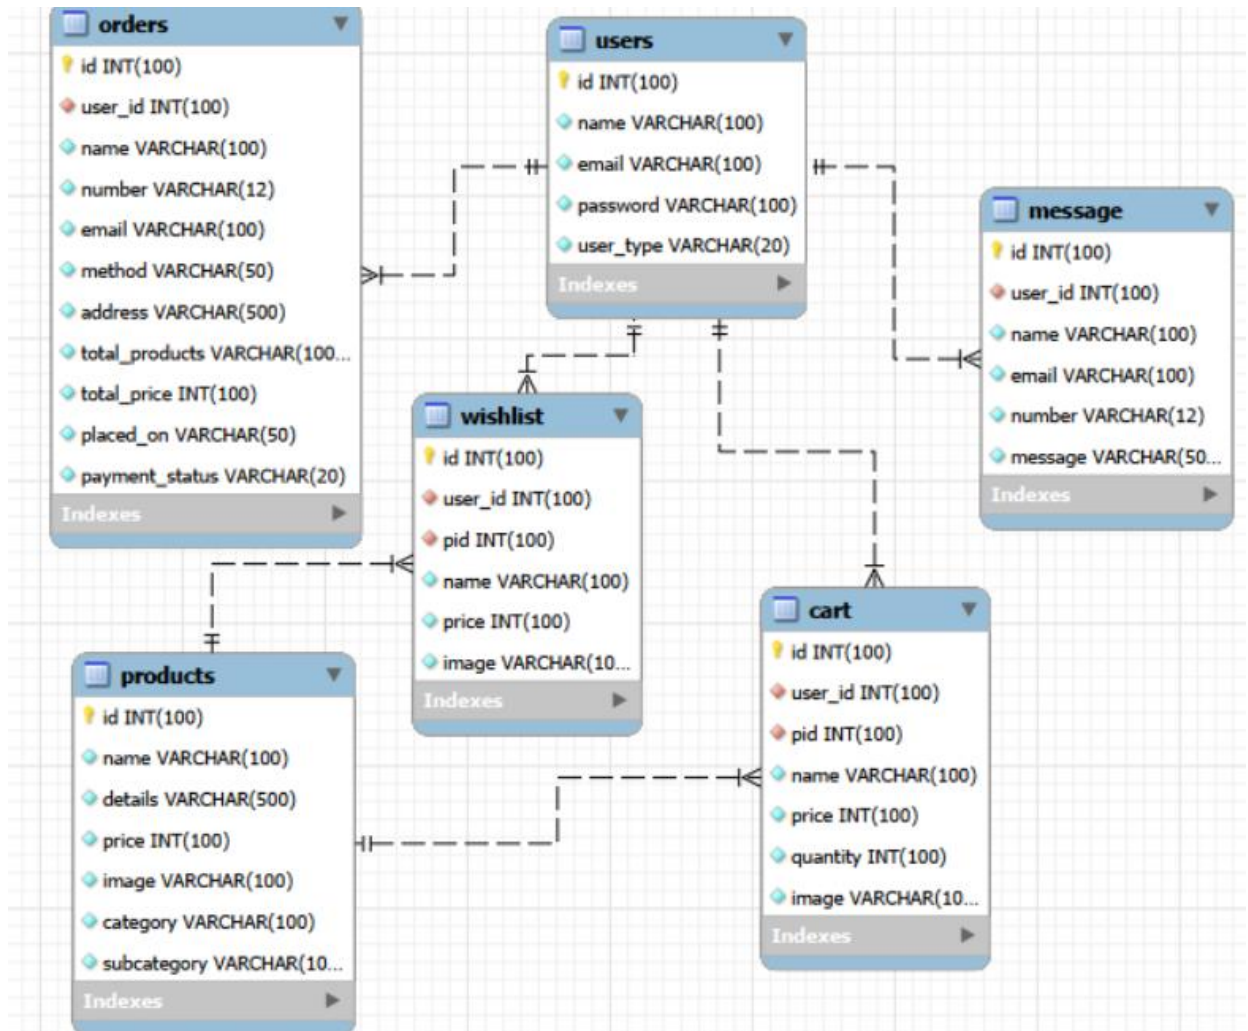 orders
id INT(100)
user_id INT(100)
name VARCHAR(100)
number VARCHAR(12)
email VARCHAR(100)
method VARCHAR(50)
address VARCHAR(500)
total_products VARCHAR(100...
total_price INT(100)
placed_on VARCHAR(50)
payment_status VARCHAR(20)
Indexes
users
id INT(100)
name VARCHAR(100)
email VARCHAR(100)
password VARCHAR(100)
user_type VARCHAR(20)
Indexes
message
id INT(100)
user_id INT(100)
name VARCHAR(100)
email VARCHAR(100)
number VARCHAR(12)
message VARCHAR(50...
Indexes
wishlist
id INT(100)
user_id INT(100)
pid INT(100)
name VARCHAR(100)
price INT(100)
image VARCHAR(10...
Indexes
products
id INT(100)
name VARCHAR(100)
details VARCHAR(500)
price INT(100)
image VARCHAR(100)
category VARCHAR(100)
subcategory VARCHAR(10...
Indexes
cart
id INT(100)
user_id INT(100)
pid INT(100)
name VARCHAR(100)
price INT(100)
quantity INT(100)
image VARCHAR(10...
Indexes